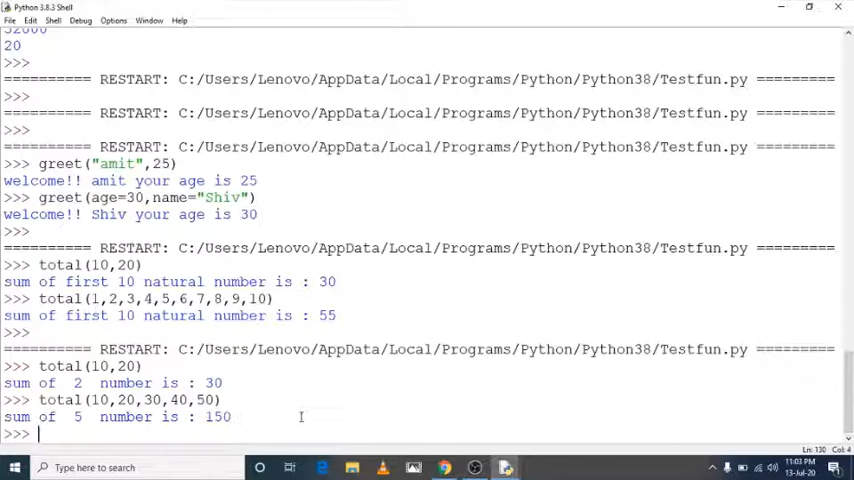 Python 3.8.3 Shell
File Edit Shell Debug Options Window Help
52000
20
>>>
========== RESTART: C:/Users/Lenovo/AppData/Local/Programs/Python/Python38/Testfun.py =========
>>>
========== RESTART: C:/Users/Lenovo/AppData/Local/Programs/Python/Python38/Testfun.py =========
>>>
========== RESTART: C:/Users/Lenovo/AppData/Local/Programs/Python/Python38/Testfun.py =========
>>> greet("amit",25)
welcome!! amit your age is 25
>>> greet(age=30,name="Shiv")
welcome!! Shiv your age is 30
>>>
========== RESTART: C:/Users/Lenovo/AppData/Local/Programs/Python/Python38/Testfun.py =========
>>> total(10,20)
sum of first 10 natural number is : 30
>>> total(1,2,3,4,5,6,7,8,9,10)
sum of first 10 natural number is : 55
>>>
========== RESTART: C:/Users/Lenovo/AppData/Local/Programs/Python/Python38/Testfun.py =========
>>> total(10,20)
sum of  2  number is : 30
>>> total(10,20,30,40,50)
sum of  5  number is : 150
>>>
Ln: 130 Col: 4
Type here to search
11:03 PM
13-Jul-20